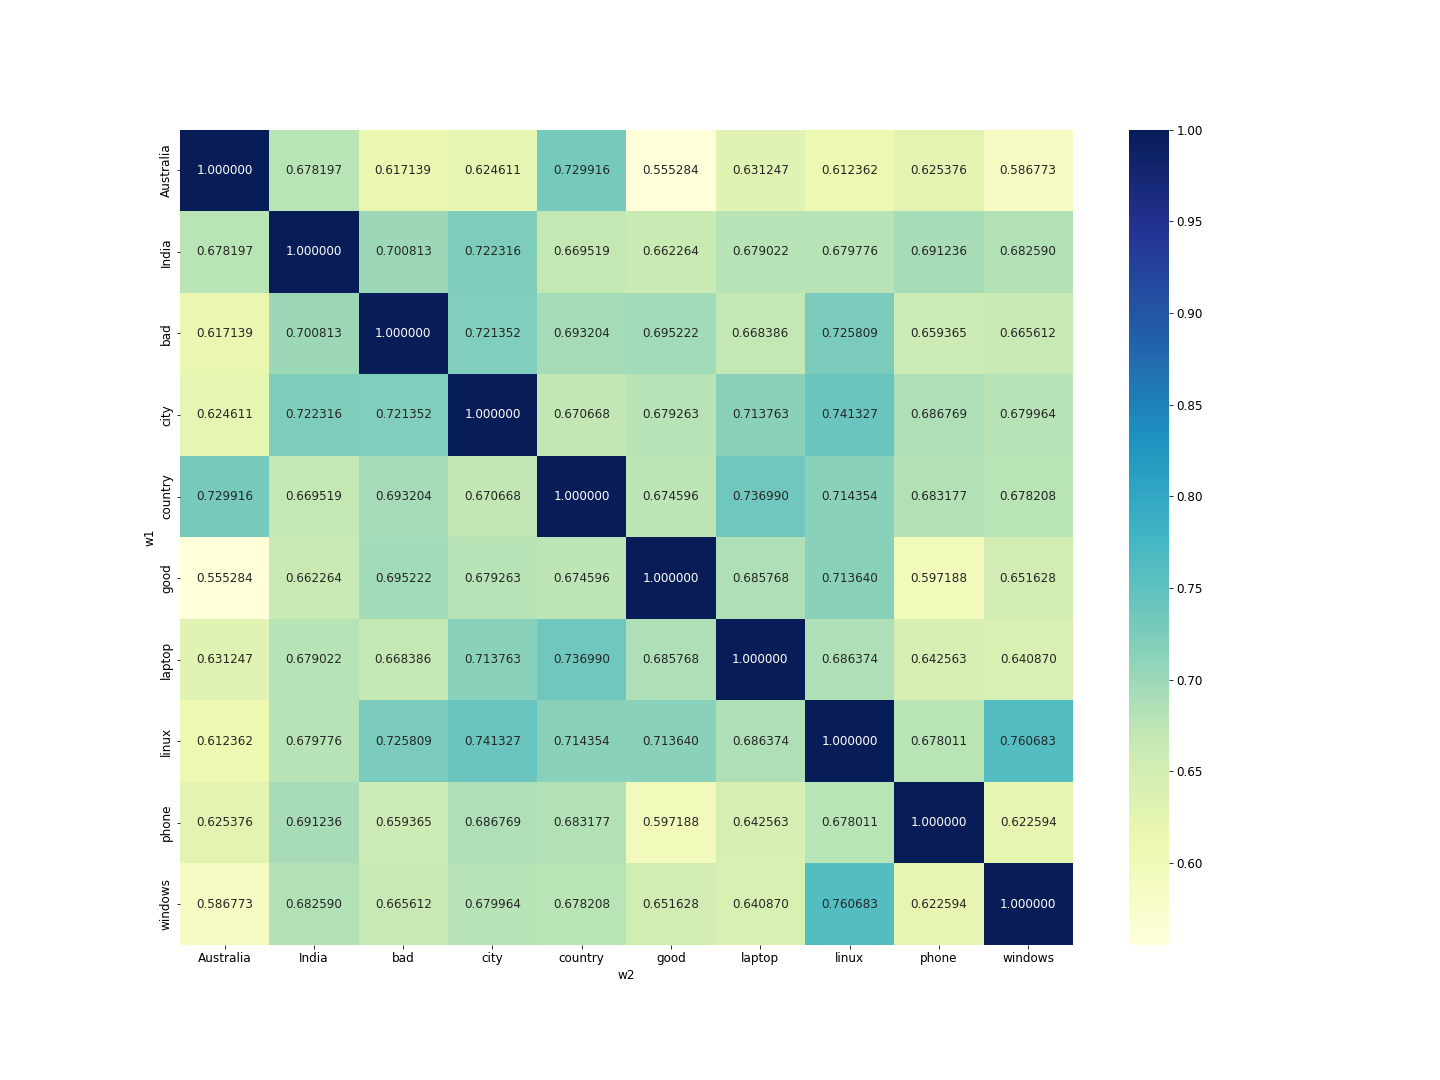 Australia 1.000000 0.678197 0.617139 0.624611 0.729916 0.555284 0.631247 0.612362 0.625376 0.586773
India 0.678197 1.000000 0.700813 0.722316 0.669519 0.662264 0.679022 0.679776 0.691236 0.682590
bad 0.617139 0.700813 1.000000 0.721352 0.693204 0.695222 0.668386 0.725809 0.659365 0.665612
city 0.624611 0.722316 0.721352 1.000000 0.670668 0.679263 0.713763 0.741327 0.686769 0.679964
country 0.729916 0.669519 0.693204 0.670668 1.000000 0.674596 0.736990 0.714354 0.683177 0.678208
w1
good 0.555284 0.662264 0.695222 0.679263 0.674596 1.000000 0.685768 0.713640 0.597188 0.651628
laptop 0.631247 0.679022 0.668386 0.713763 0.736990 0.685768 1.000000 0.686374 0.642563 0.640870
linux 0.612362 0.679776 0.725809 0.741327 0.714354 0.713640 0.686374 1.000000 0.678011 0.760683
phone 0.625376 0.691236 0.659365 0.686769 0.683177 0.597188 0.642563 0.678011 1.000000 0.622594
windows 0.586773 0.682590 0.665612 0.679964 0.678208 0.651628 0.640870 0.760683 0.622594 1.000000
Australia India bad city country good laptop linux phone windows
w2
1.00
0.95
0.90
0.85
0.80
0.75
0.70
0.65
0.60